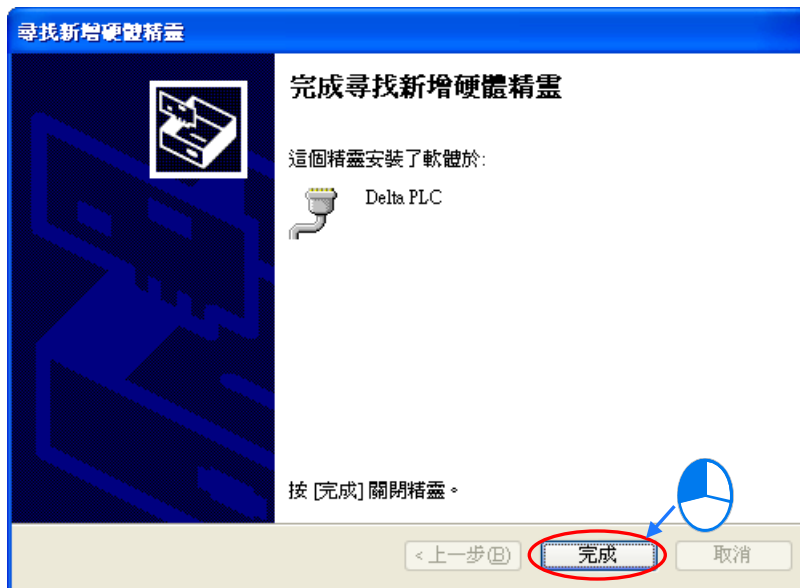 尋找新增硬體精靈
完成尋找新增硬體精靈
這個精靈安裝了軟體於:
Delta PLC
按 [完成] 關閉精靈。
< 上一步(B)
完成
取消